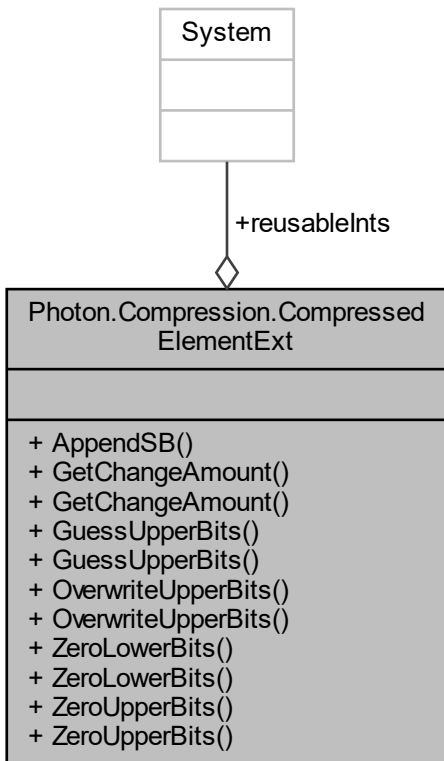 System
+reusableInts
Photon.Compression.Compressed
ElementExt
+ AppendSB()
+ GetChangeAmount()
+ GetChangeAmount()
+ GuessUpperBits()
+ GuessUpperBits()
+ OverwriteUpperBits()
+ OverwriteUpperBits()
+ ZeroLowerBits()
+ ZeroLowerBits()
+ ZeroUpperBits()
+ ZeroUpperBits()